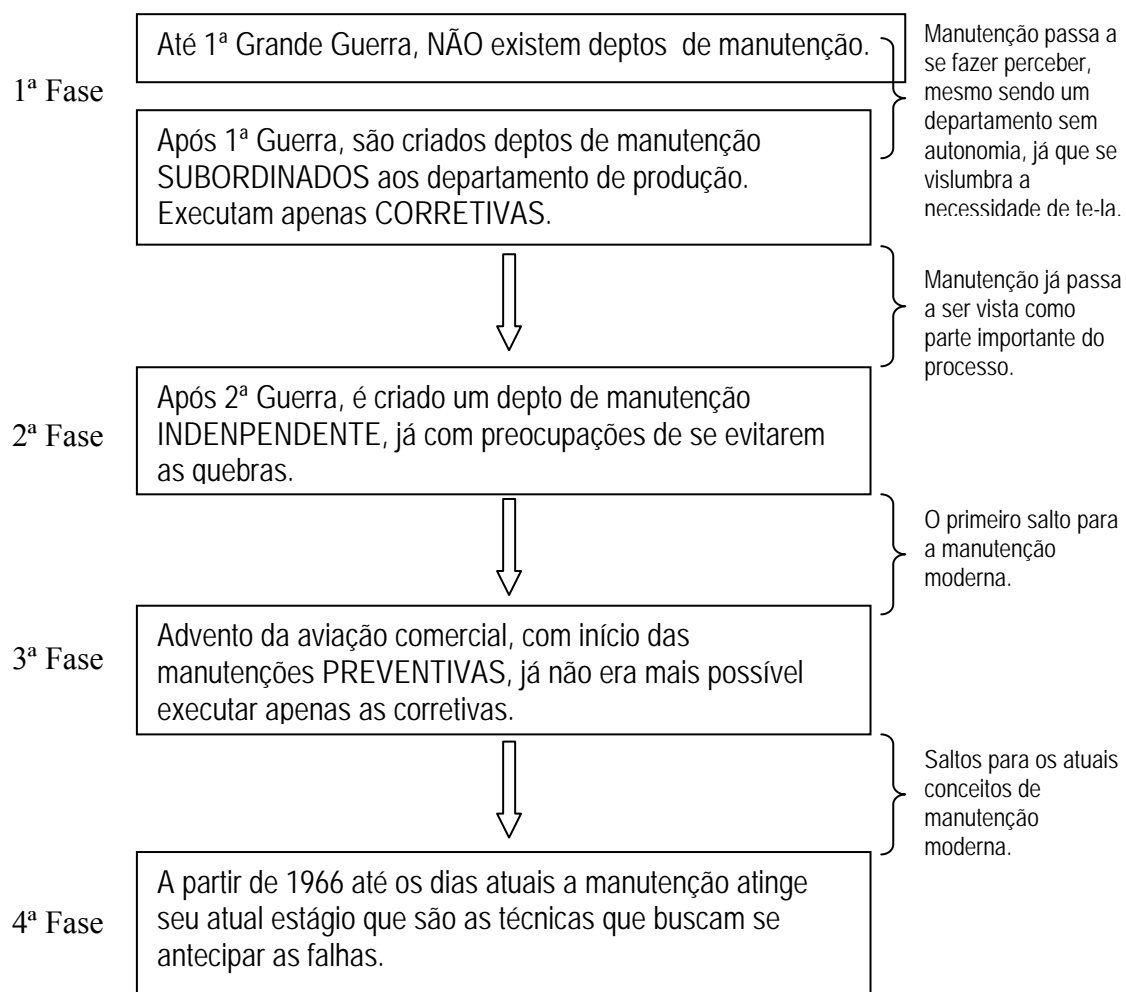 Até 1ª Grande Guerra, NÃO existem deptos de manutenção.
1ª Fase
Após 1ª Guerra, são criados deptos de manutenção
SUBORDINADOS aos departamento de produção.
Executam apenas CORRETIVAS.
Manutenção passa a
se fazer perceber,
mesmo sendo um
departamento sem
autonomia, já que se
vislumbra a
necessidade de te-la.
Manutenção já passa
a ser vista como
parte importante do
processo.
2ª Fase
Após 2ª Guerra, é criado um depto de manutenção
INDENPENDENTE, já com preocupações de se evitarem
as quebras.
O primeiro salto para
a manutenção
moderna.
3ª Fase
Advento da aviação comercial, com início das
manutenções PREVENTIVAS, já não era mais possível
executar apenas as corretivas.
Saltos para os atuais
conceitos de
manutenção
moderna.
4ª Fase
A partir de 1966 até os dias atuais a manutenção atinge
seu atual estágio que são as técnicas que buscam se
antecipar as falhas.